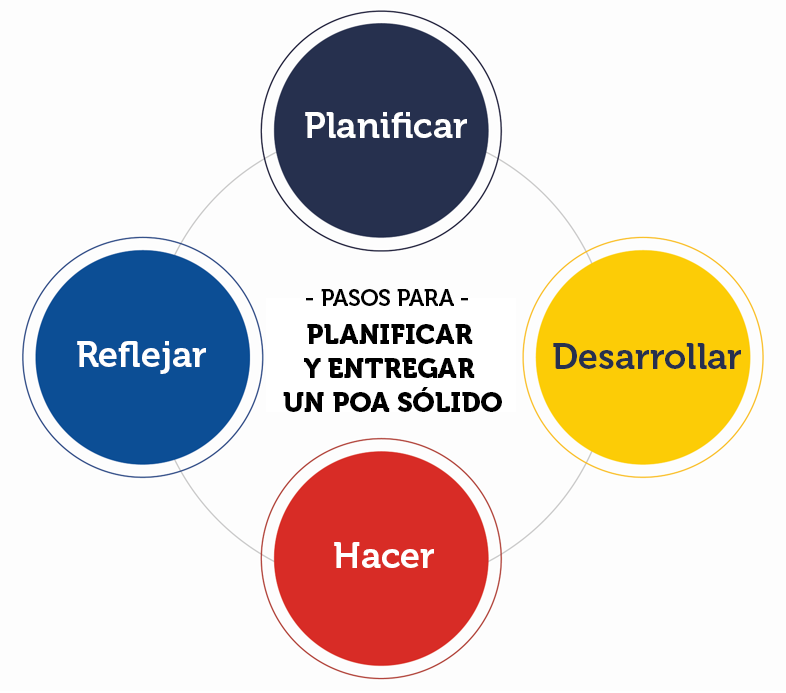 Planificar
Reflejar
- PASOS PARA -
PLANIFICAR
Y ENTREGAR
UN POA SÓLIDO
Desarrollar
Hacer